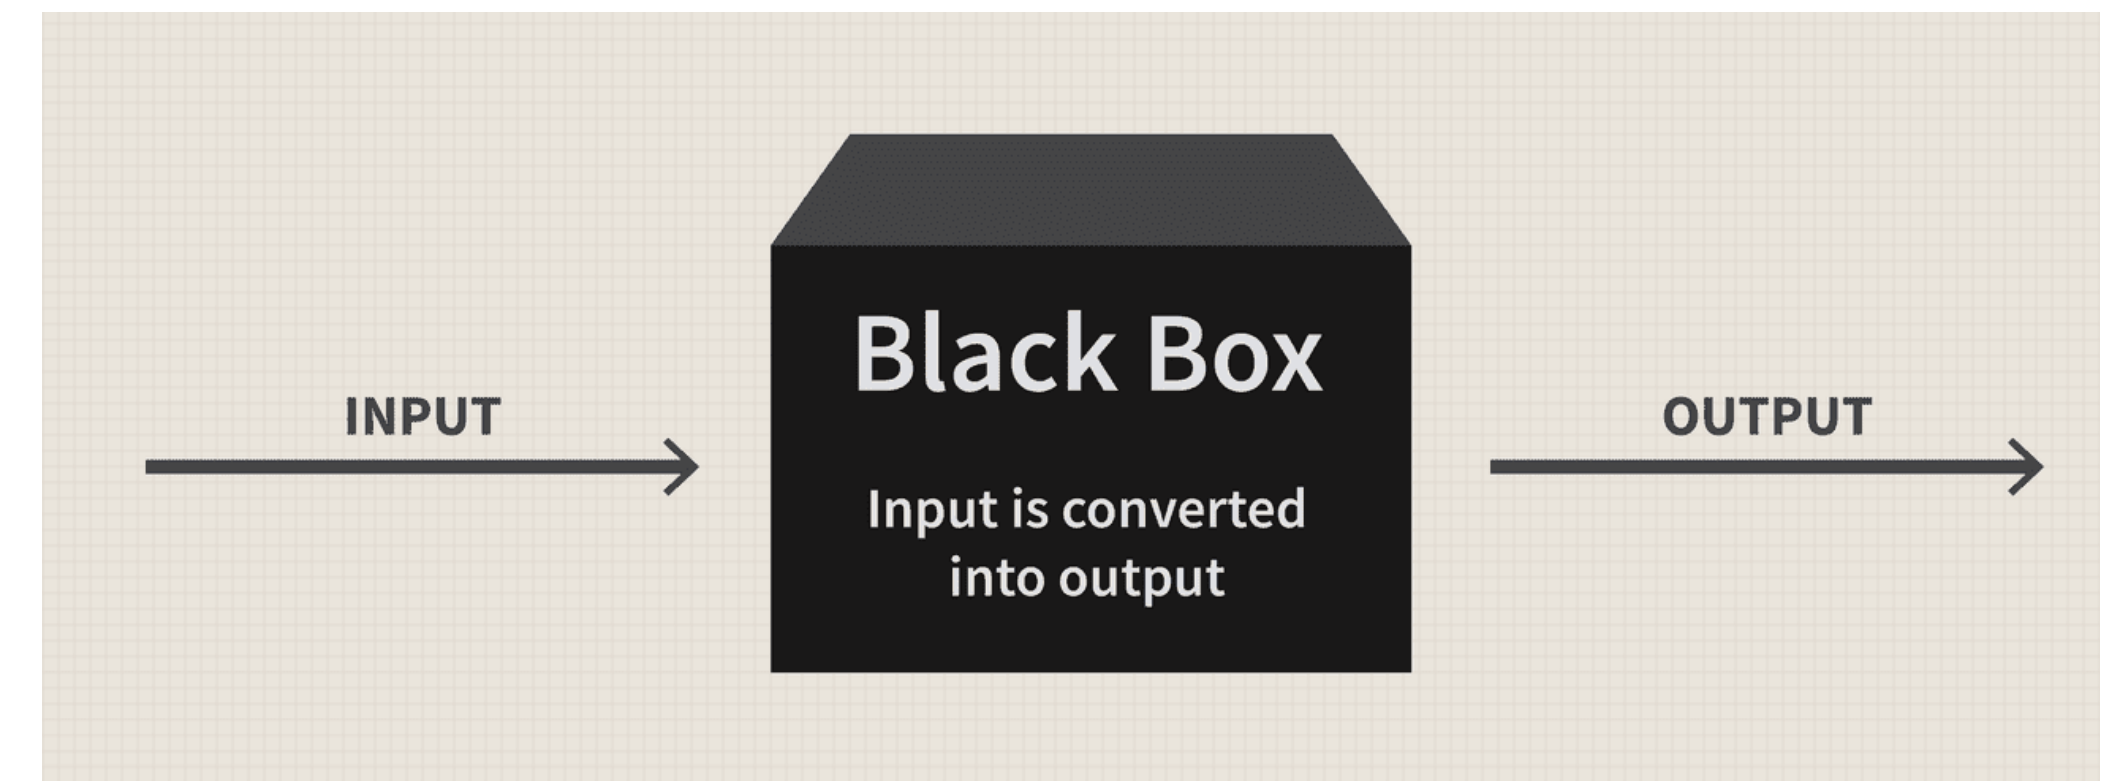 INPUT
Black Box
Input is converted
into output
OUTPUT